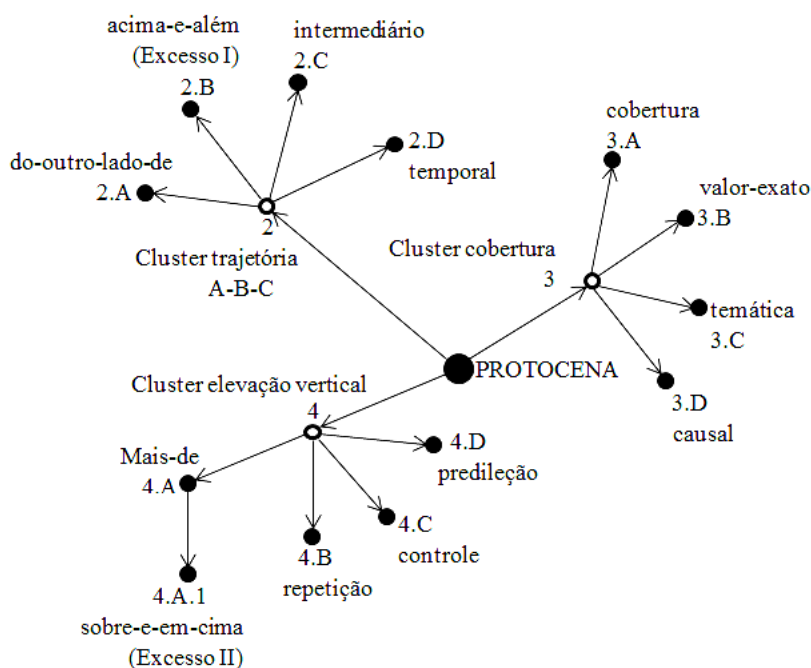 acima-e-além
(Excesso I)
2.B
intermediário
2.C
2.D
temporal
do-outro-lado-de
2.A
2
Cluster trajetória
A-B-C
cobertura
3.A
valor-exato
3.B
Cluster cobertura
3
temática
3.C
3.D
causal
PROTOCENA
Cluster elevação vertical
4
Mais-de
4.A
4.D
predileção
4.C
controle
4.B
repetição
4.A.1
sobre-e-em-cima
(Excesso II)